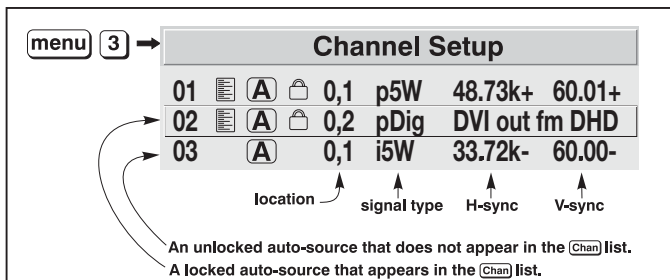 menu 3 Channel Setup
01 A 0,1 p5W 48.73k+ 60.01+
02 A 0,2 pDig DVI out fm DHD
03 A 0,1 i5W 33.72k- 60.00-
location signal type H-sync V-sync
An unlocked auto-source that does not appear in the Chan list.
A locked auto-source that appears in the Chan list.